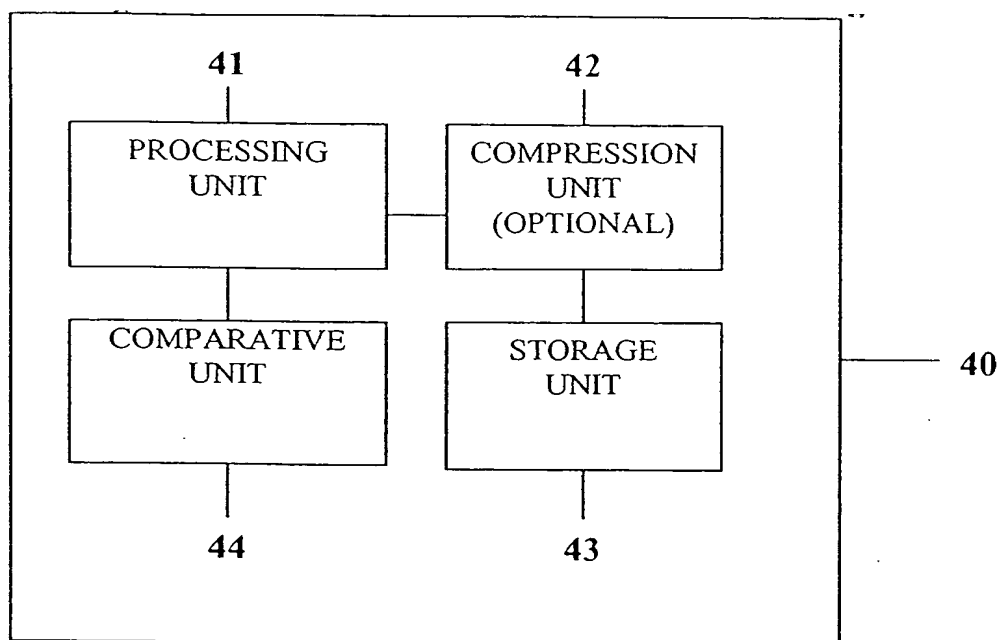 41
42
PROCESSING
UNIT
COMPRESSION
UNIT
(OPTIONAL)
COMPARATIVE
UNIT
STORAGE
UNIT
40
44
43